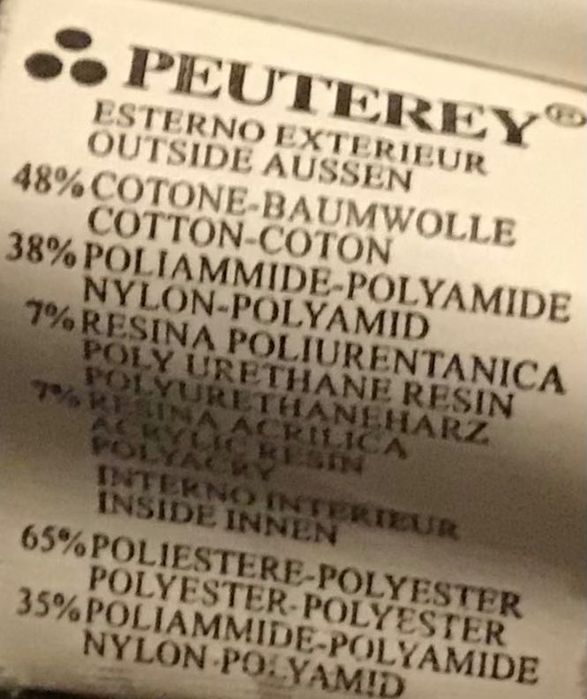 PEUTEREY®
ESTERNO EXTERIEUR
OUTSIDE AUSSEN
48% COTONE-BAUMWOLLE
COTTON-COTON
38% POLIAMMIDE-POLYAMIDE
NYLON-POLYAMID
7% RESINA POLIURENTANICA
POLY URETHANE RESIN
POLYURETHANEHARZ
7% RESINA ACRILICA
ACRYLIC RESIN
POLYACRY
INTERNO INTERIEUR
INSIDE INNEN
65% POLIESTERE-POLYESTER
POLYESTER-POLYESTER
35% POLIAMMIDE-POLYAMIDE
NYLON-POLYAMID